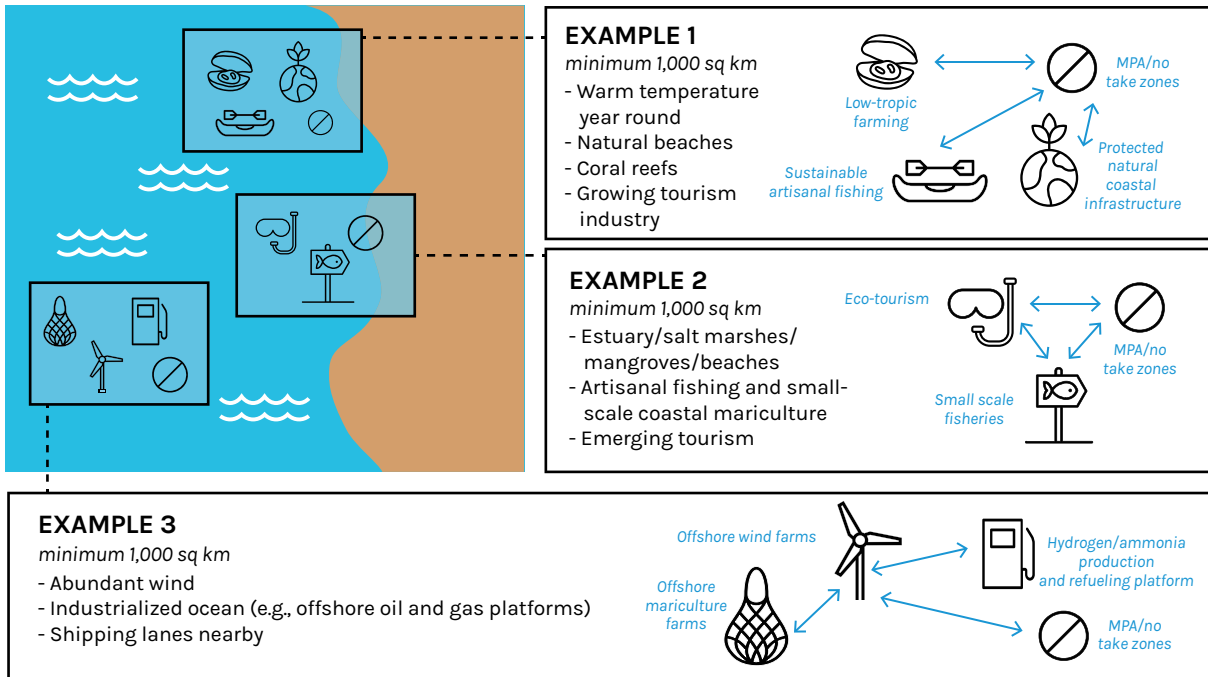 EXAMPLE 1
minimum 1,000 sq km
- Warm temperature
year round
- Natural beaches
- Coral reefs
- Growing tourism
industry
Low-tropic
farming
MPA/no
take zones
Sustainable
artisanal fishing
Protected
natural
coastal
infrastructure
EXAMPLE 2
minimum 1,000 sq km
- Estuary/salt marshes/
mangroves/beaches
- Artisanal fishing and small-
scale coastal mariculture
- Emerging tourism
Eco-tourism
MPA/no
take zones
Small scale
fisheries
EXAMPLE 3
minimum 1,000 sq km
- Abundant wind
- Industrialized ocean (e.g., offshore oil and gas platforms)
- Shipping lanes nearby
Offshore wind farms
Offshore
mariculture
farms
Hydrogen/ammonia
production
and refueling platform
MPA/no
take zones